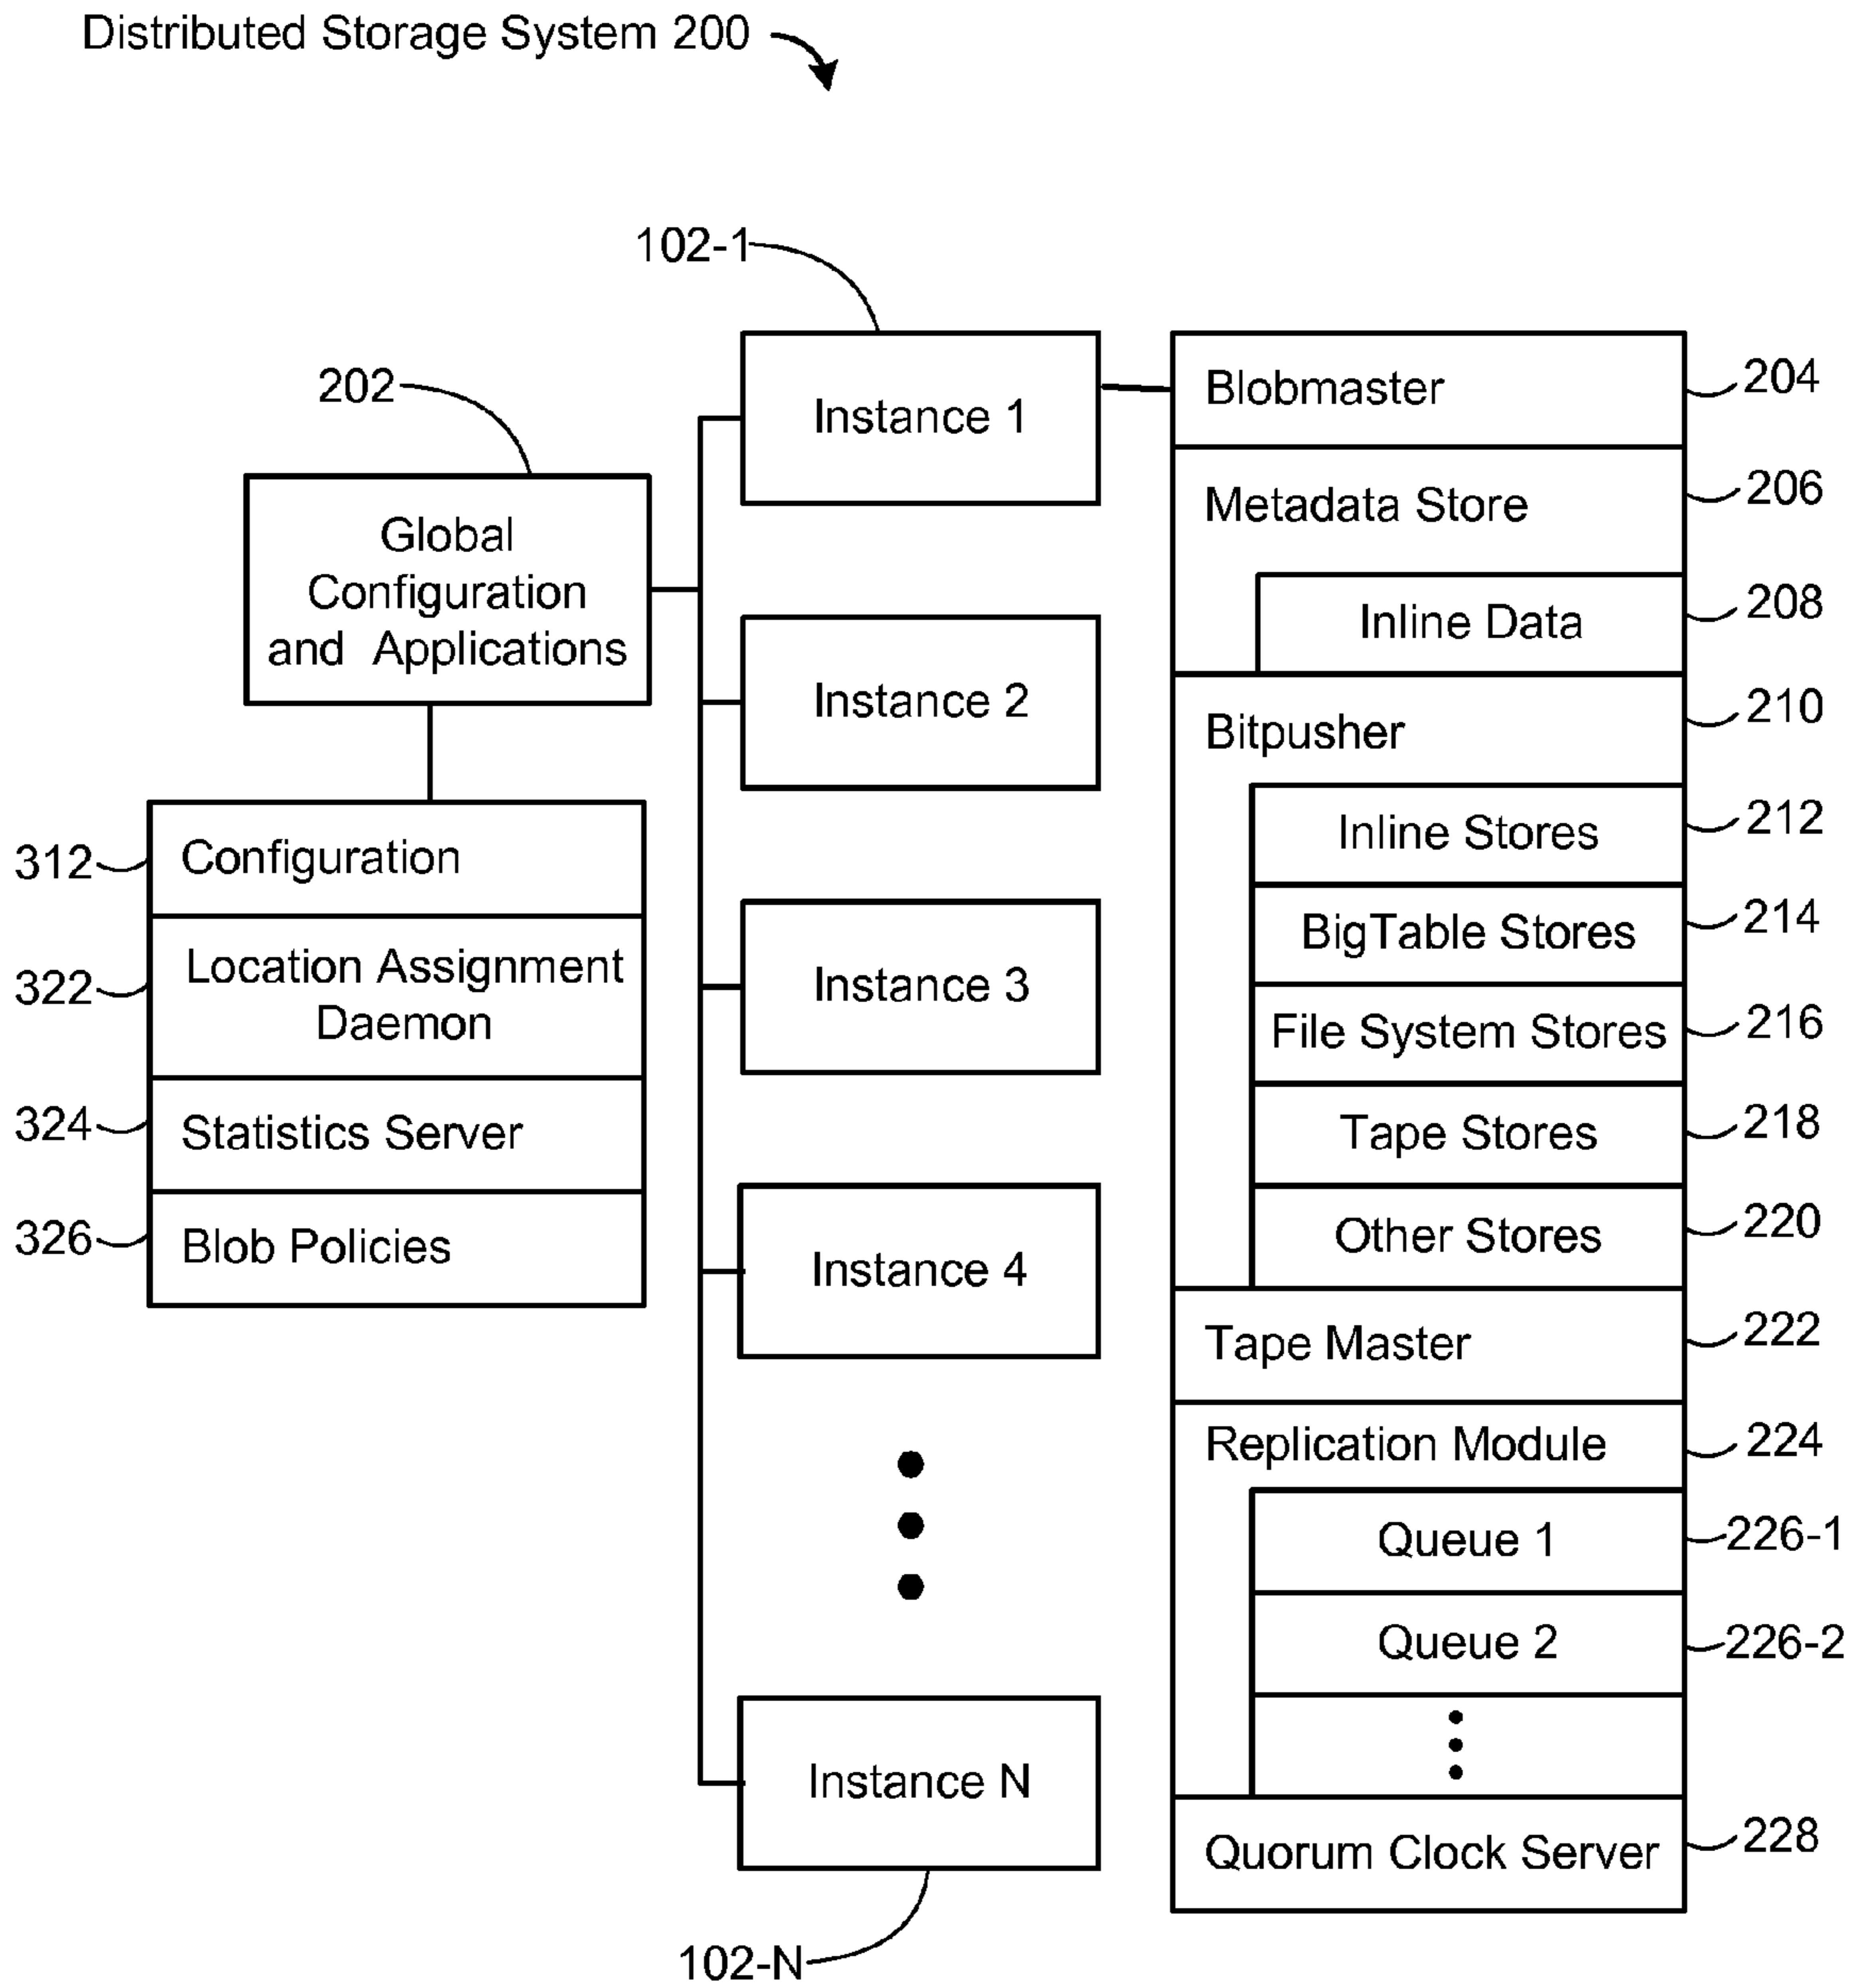 Distributed Storage System 200
102-1
202
Global
Configuration
and Applications
312
Configuration
322
Location Assignment
Daemon
324
Statistics Server
326
Blob Policies
Instance 1
Instance 2
Instance 3
Instance 4
Instance N
102-N
Blobmaster
204
Metadata Store
206
Inline Data
208
Bitpusher
210
Inline Stores
212
BigTable Stores
214
File System Stores
216
Tape Stores
218
Other Stores
220
Tape Master
222
Replication Module
224
Queue 1
226-1
Queue 2
226-2
Quorum Clock Server
228